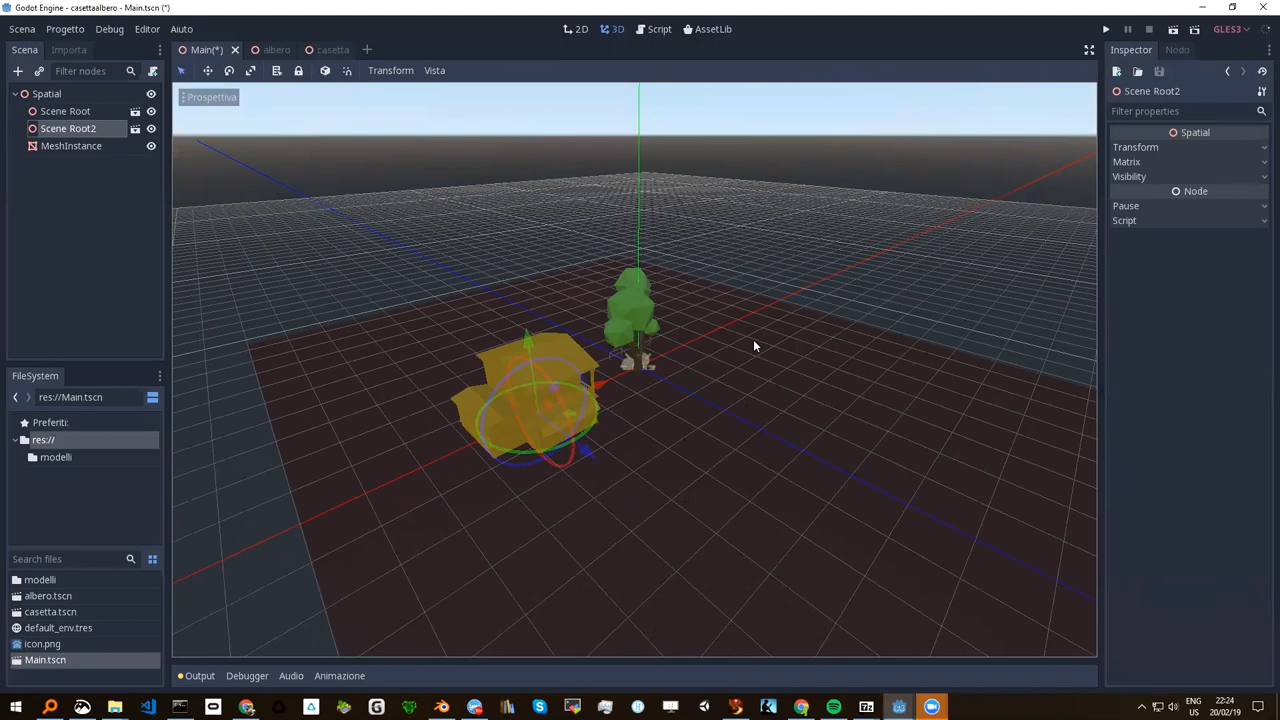 Godot Engine - casettaalbero - Main.tscn (*)
Scena Progetto Debug Editor Aiuto
2D 3D Script AssetLib
GLES3
Scena Importa
Main(*) albero casetta
Inspector Nodo
Filter nodes
Transform Vista
Spatial
Scene Root
Scene Root2
MeshInstance
Prospettiva
Scene Root2
Filter properties
Spatial
Transform
Matrix
Visibility
Node
Pause
Script
FileSystem
res://Main.tscn
Preferiti:
res://
modelli
Search files
modelli
albero.tscn
casetta.tscn
default_env.tres
icon.png
Main.tscn
Output Debugger Audio Animazione
ENG
US
22:24
20/02/19